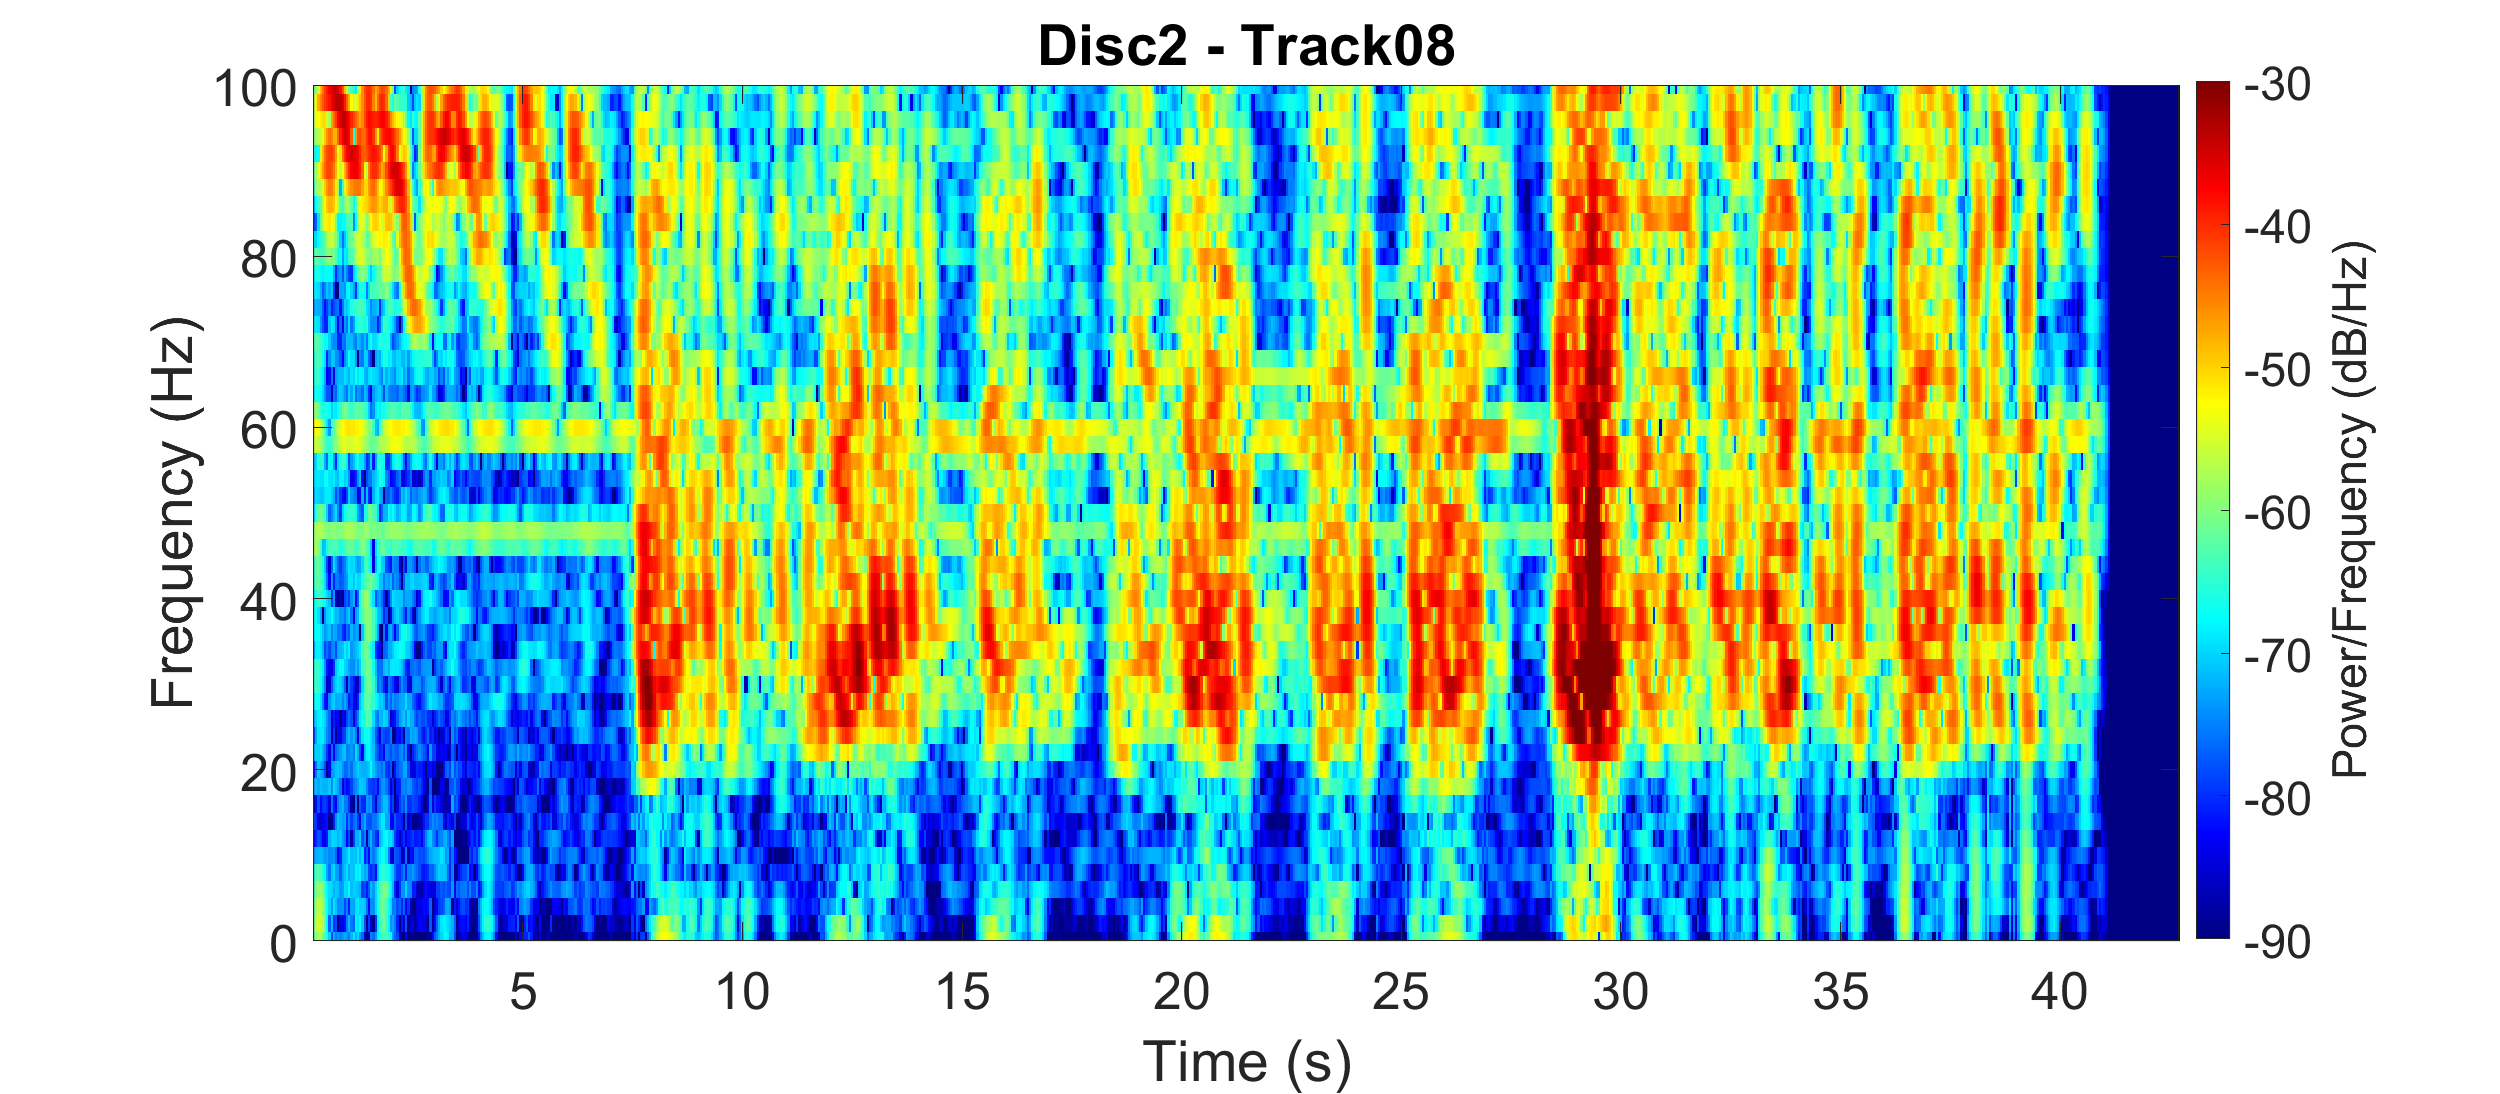 Disc2 - Track08
Frequency (Hz)
100
80
60
40
20
0
5 10 15 20 25 30 35 40
Time (s)
-30
-40
-50
-60
-70
-80
-90
Power/Frequency (dB/Hz)